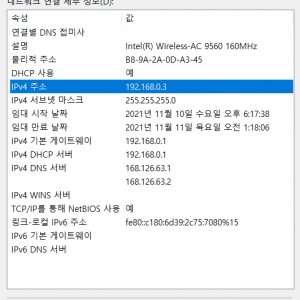 네트워크 연결 세부 정보(D):
속성 값
연결별 DNS 접미사
설명 Intel(R) Wireless-AC 9560 160MHz
물리적 주소 B8-9A-2A-0D-A3-45
DHCP 사용 예
IPv4 주소 192.168.0.3
IPv4 서브넷 마스크 255.255.255.0
임대 시작 날짜 2021년 11월 10일 수요일 오후 6:17:38
임대 만료 날짜 2021년 11월 11일 목요일 오전 1:18:06
IPv4 기본 게이트웨이 192.168.0.1
IPv4 DHCP 서버 192.168.0.1
IPv4 DNS 서버 168.126.63.1
168.126.63.2
IPv4 WINS 서버
TCP/IP를 통해 NetBIOS 사용 예
링크-로컬 IPv6 주소 fe80::c180:6d39:2c75:7080%15
IPv6 기본 게이트웨이
IPv6 DNS 서버